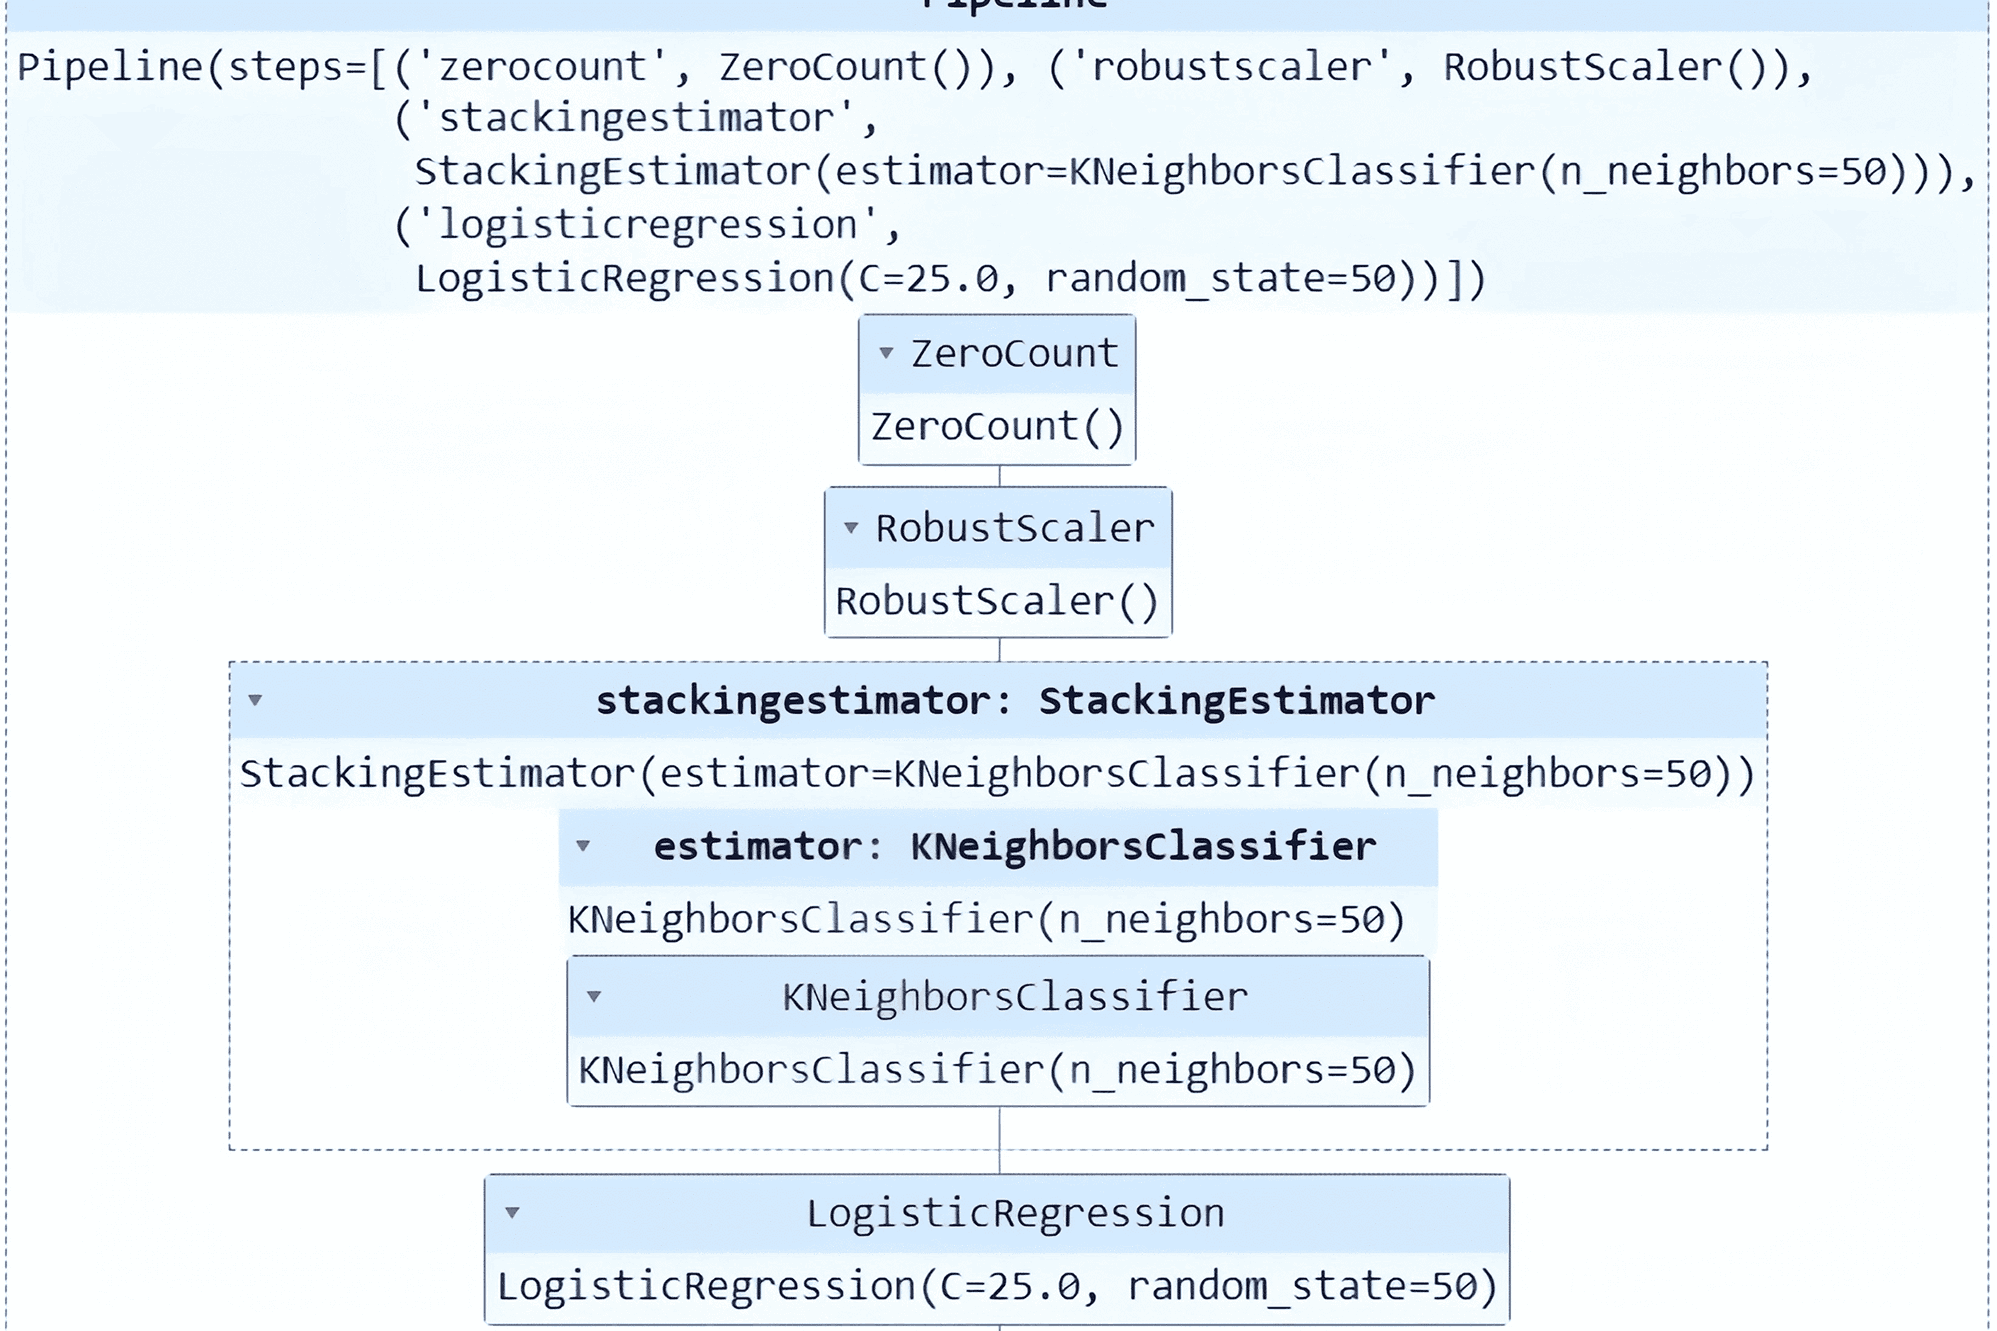 Pipeline
Pipeline(steps=[('zerocount', ZeroCount()), ('robustscaler', RobustScaler()),
('stackingestimator',
StackingEstimator(estimator=KNeighborsClassifier(n_neighbors=50))),
('logisticregression',
LogisticRegression(C=25.0, random_state=50))])
ZeroCount
ZeroCount()
RobustScaler
RobustScaler()
stackingestimator: StackingEstimator
StackingEstimator(estimator=KNeighborsClassifier(n_neighbors=50))
estimator: KNeighborsClassifier
KNeighborsClassifier(n_neighbors=50)
KNeighborsClassifier
KNeighborsClassifier(n_neighbors=50)
LogisticRegression
LogisticRegression(C=25.0, random_state=50)